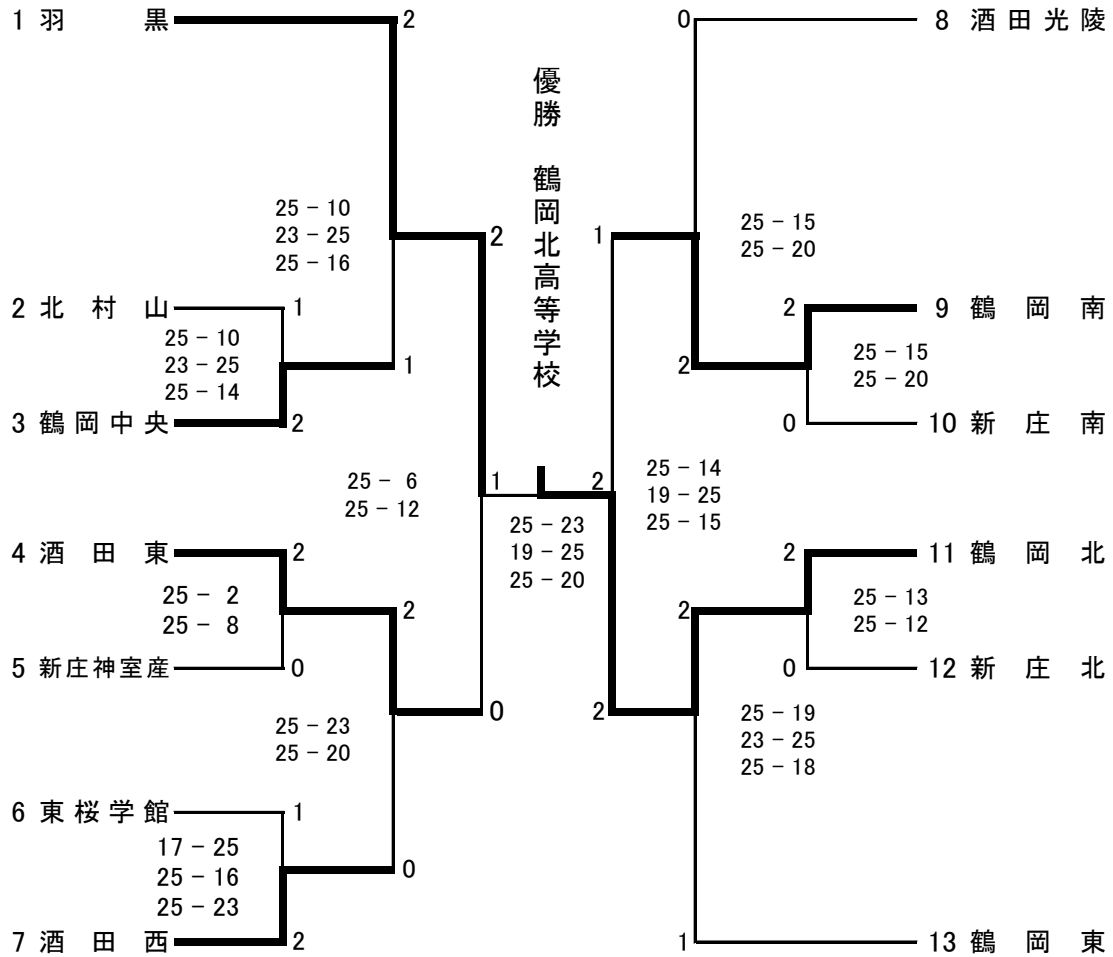 1 羽黒
2
0
8 酒田光陵
優勝 鶴岡北高等学校
25 - 10
23 - 25
25 - 16
2
1
25 - 15
25 - 20
2 北村山
1
25 - 10
23 - 25
25 - 14
1
3 鶴岡中央
2
2
9 鶴岡南
25 - 15
25 - 20
2
0
10 新庄南
25 - 6
25 - 12
1
2
25 - 23
19 - 25
25 - 20
25 - 14
19 - 25
25 - 15
4 酒田東
2
25 - 2
25 - 8
2
5 新庄神室産
0
2
11 鶴岡北
25 - 13
25 - 12
2
0
12 新庄北
25 - 23
25 - 20
0
2
25 - 19
23 - 25
25 - 18
6 東桜学館
1
17 - 25
25 - 16
25 - 23
0
7 酒田西
2
1
13 鶴岡東